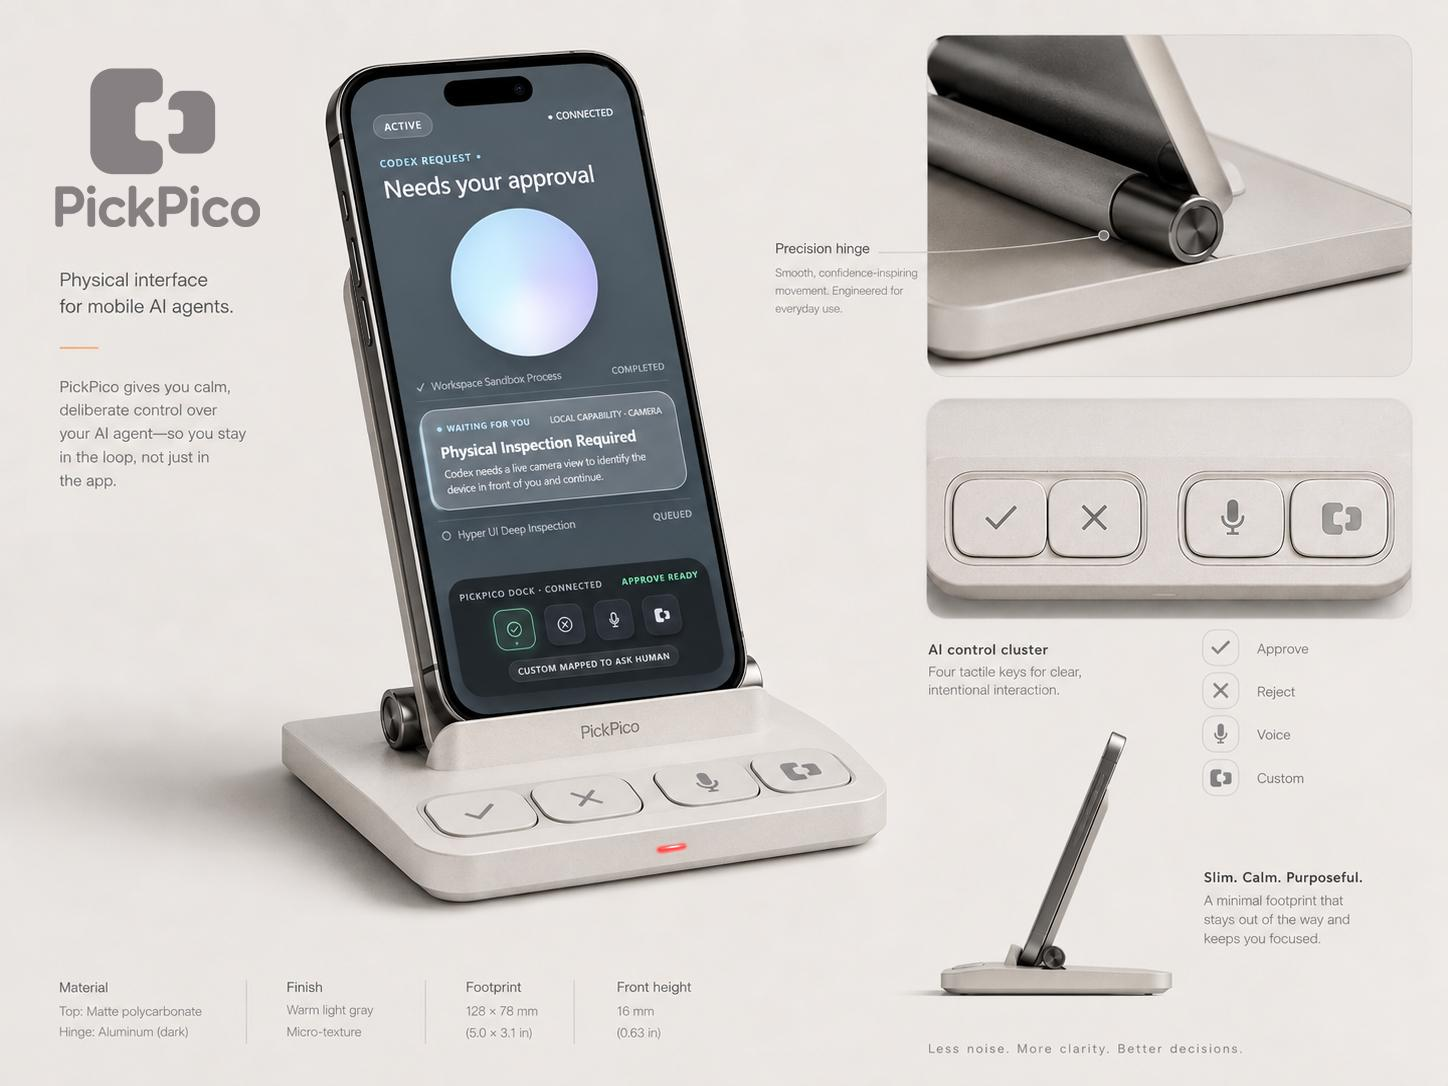 PickPico
Physical interface
for mobile AI agents.
PickPico gives you calm,
deliberate control over
your AI agent—so you stay
in the loop, not just in
the app.
ACTIVE
• CONNECTED
CODEX REQUEST •
Needs your approval
✓ Workspace Sandbox Process
COMPLETED
• WAITING FOR YOU
LOCAL CAPABILITY - CAMERA
Physical Inspection Required
Codex needs a live camera view to identify the
device in front of you and continue.
Hyper UI Deep Inspection
QUEUED
PICKPICO DOCK · CONNECTED
APPROVE READY
CUSTOM MAPPED TO ASK HUMAN
PickPico
Precision hinge
Smooth, confidence-inspiring
movement. Engineered for
everyday use.
AI control cluster
Four tactile keys for clear,
intentional interaction.
Approve
Reject
Voice
Custom
Slim. Calm. Purposeful.
A minimal footprint that
stays out of the way and
keeps you focused.
Material
Top: Matte polycarbonate
Hinge: Aluminum (dark)
Finish
Warm light gray
Micro-texture
Footprint
128 × 78 mm
(5.0 × 3.1 in)
Front height
16 mm
(0.63 in)
Less noise. More clarity. Better decisions.